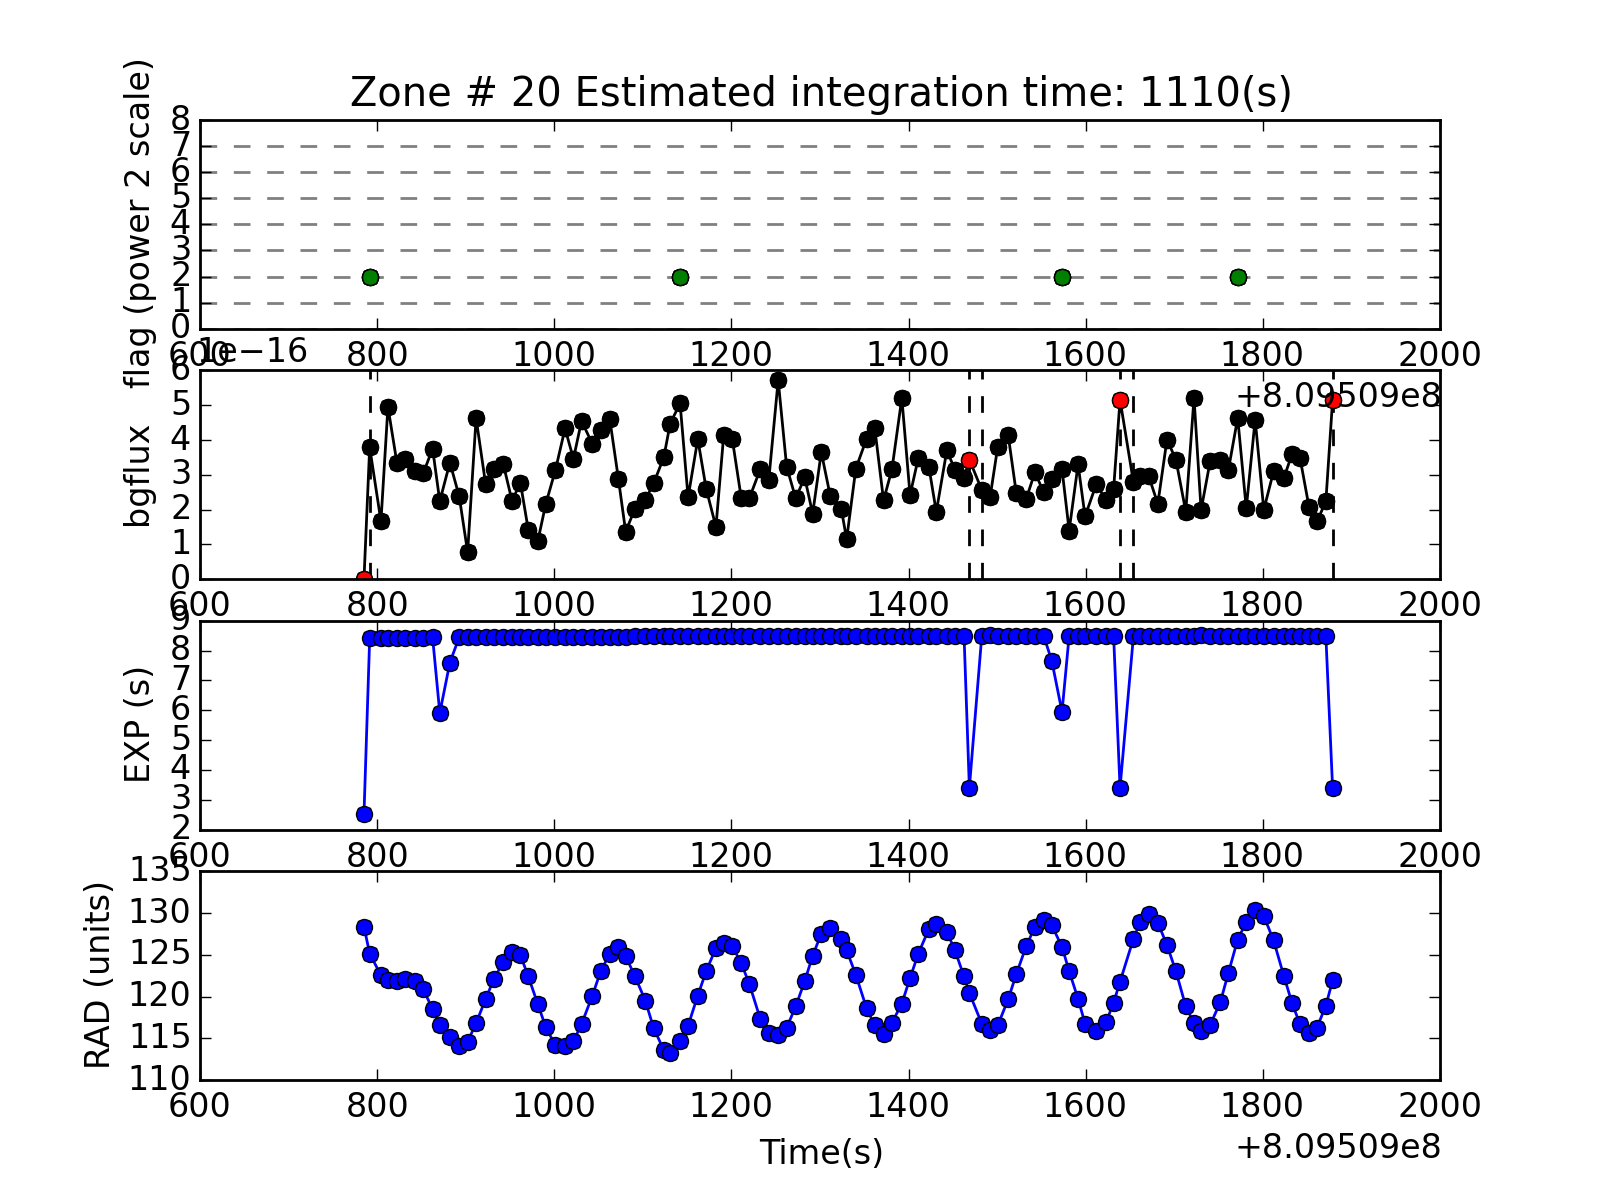 Zone # 20 Estimated integration time: 1110(s)
flag (power 2 scale)
8
7
6
5
4
3
2
1
0
600 800 1000 1200 1400 1600 1800 2000
+8.09509e8
1e−16
bgflux
6
5
4
3
2
1
0
600 800 1000 1200 1400 1600 1800 2000
EXP (s)
9
8
7
6
5
4
3
2
600 800 1000 1200 1400 1600 1800 2000
RAD (units)
135
130
125
120
115
110
600 800 1000 1200 1400 1600 1800 2000
Time(s)
+8.09509e8